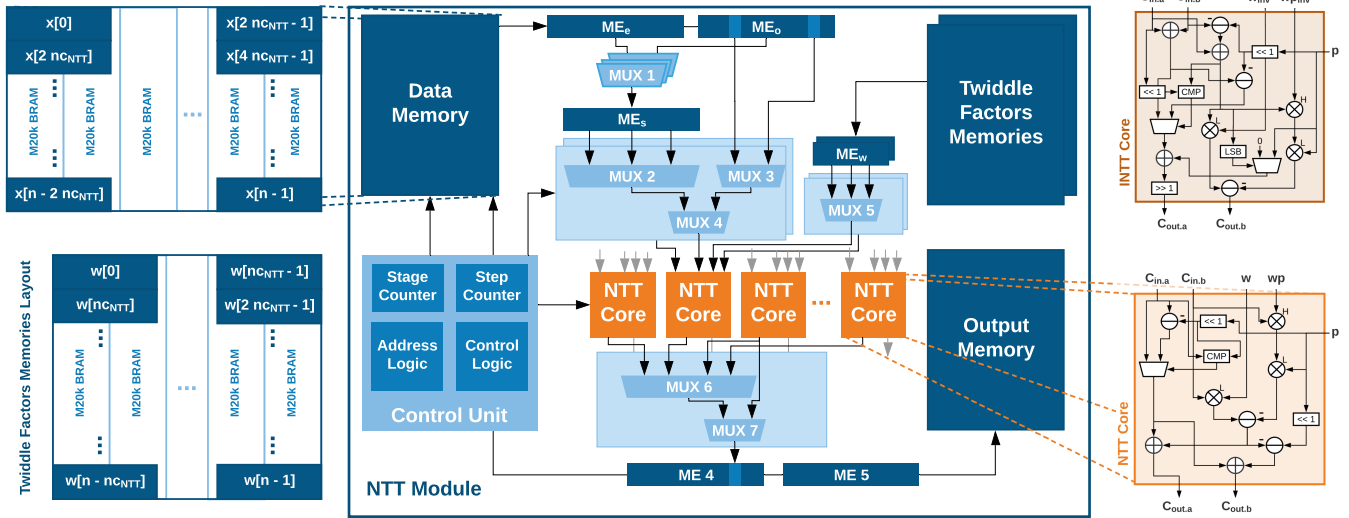 x[0]
x[2 nc_NTT - 1]
x[2 nc_NTT]
x[4 nc_NTT - 1]
M20k BRAM
M20k BRAM
...
M20k BRAM
M20k BRAM
x[n - 2 nc_NTT]
x[n - 1]
Twiddle Factors Memories Layout
w[0]
w[nc_NTT - 1]
w[nc_NTT]
w[2 nc_NTT - 1]
M20k BRAM
M20k BRAM
...
M20k BRAM
M20k BRAM
w[n - nc_NTT]
w[n - 1]
Data
Memory
ME_e
ME_o
MUX 1
ME_s
MUX 2
MUX 3
MUX 4
Twiddle
Factors
Memories
ME_w
MUX 5
Stage
Counter
Step
Counter
Address
Logic
Control
Logic
Control Unit
NTT
Core
NTT
Core
NTT
Core
...
NTT
Core
Output
Memory
MUX 6
MUX 7
ME 4
ME 5
NTT Module
INTT Core
p
<< 1
-
-
<< 1
CMP
H
L
LSB
0
L
>> 1
-
C_out.a
C_out.b
NTT Core
C_in.a
C_in.b
w
wp
p
-
<< 1
H
CMP
L
L
-
<< 1
-
C_out.a
C_out.b